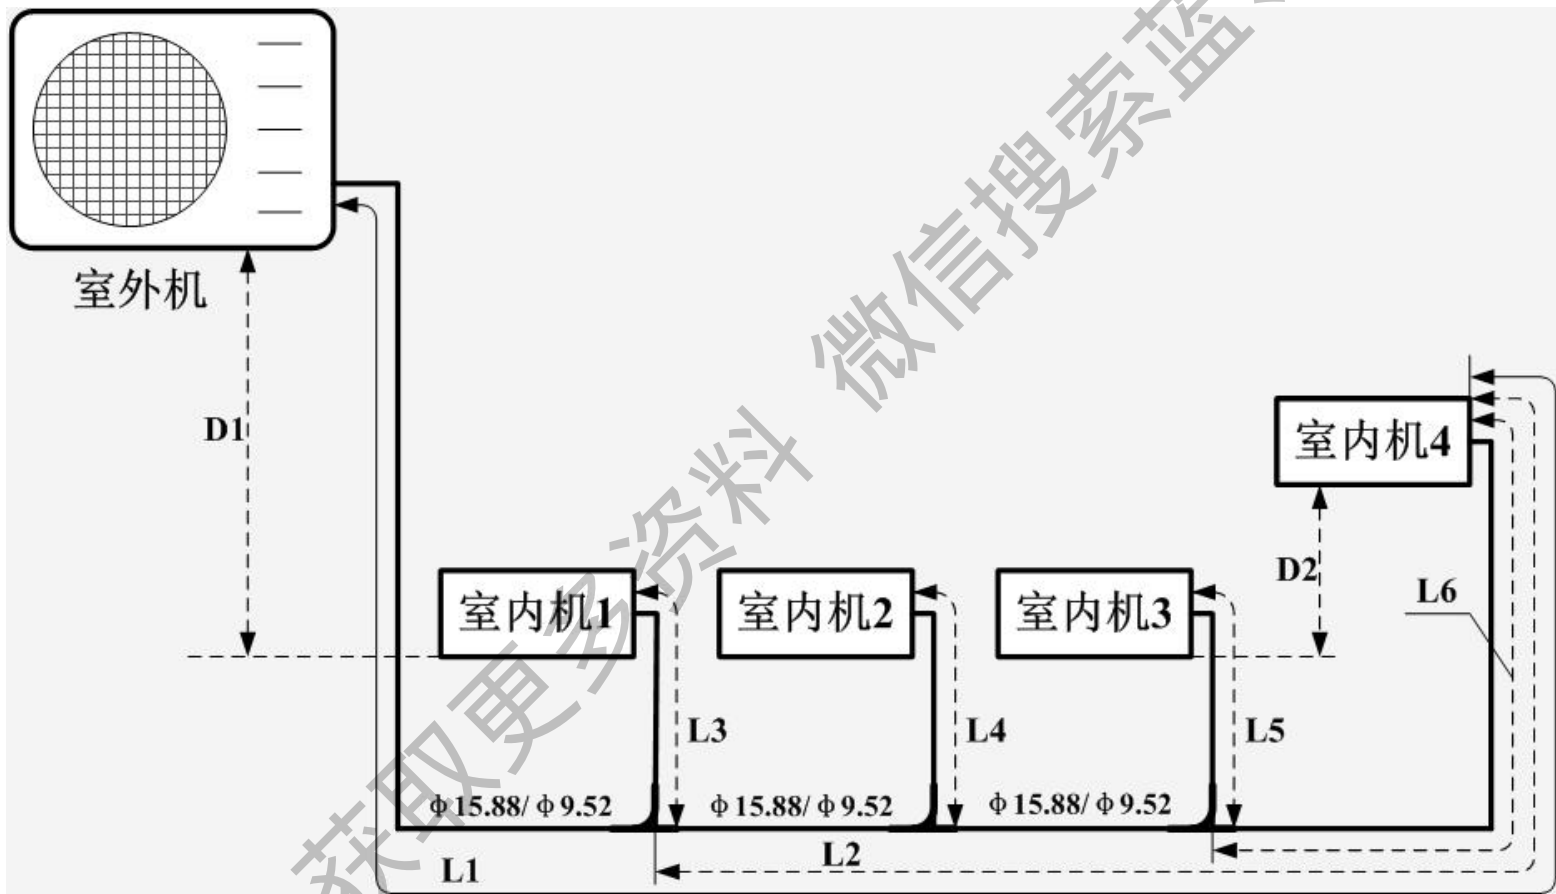 室外机
D1
室内机4
D2
L6
室内机1
室内机2
室内机3
L3
L4
L5
φ15.88/φ9.52
φ15.88/φ9.52
φ15.88/φ9.52
L2
L1
获取更多资料 微信搜索蓝